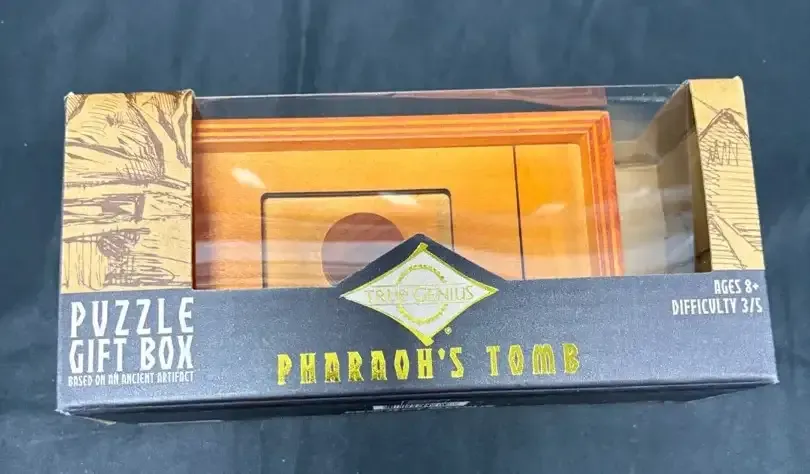 TRUE GENIUS
®
PUZZLE
GIFT BOX
BASED ON AN ANCIENT ARTIFACT
PHARAOH'S TOMB
AGES 8+
DIFFICULTY 3/5